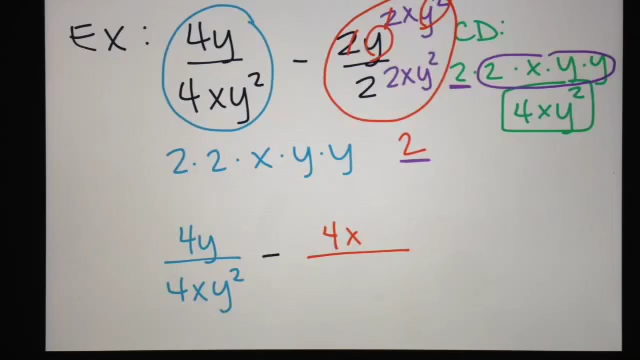 Ex: 4y/4xy² - 2y/2 2xy²/2xy²
CD:
2 · 2 · x · y · y
4xy²
2 · 2 · x · y · y 2
4y/4xy² - 4x